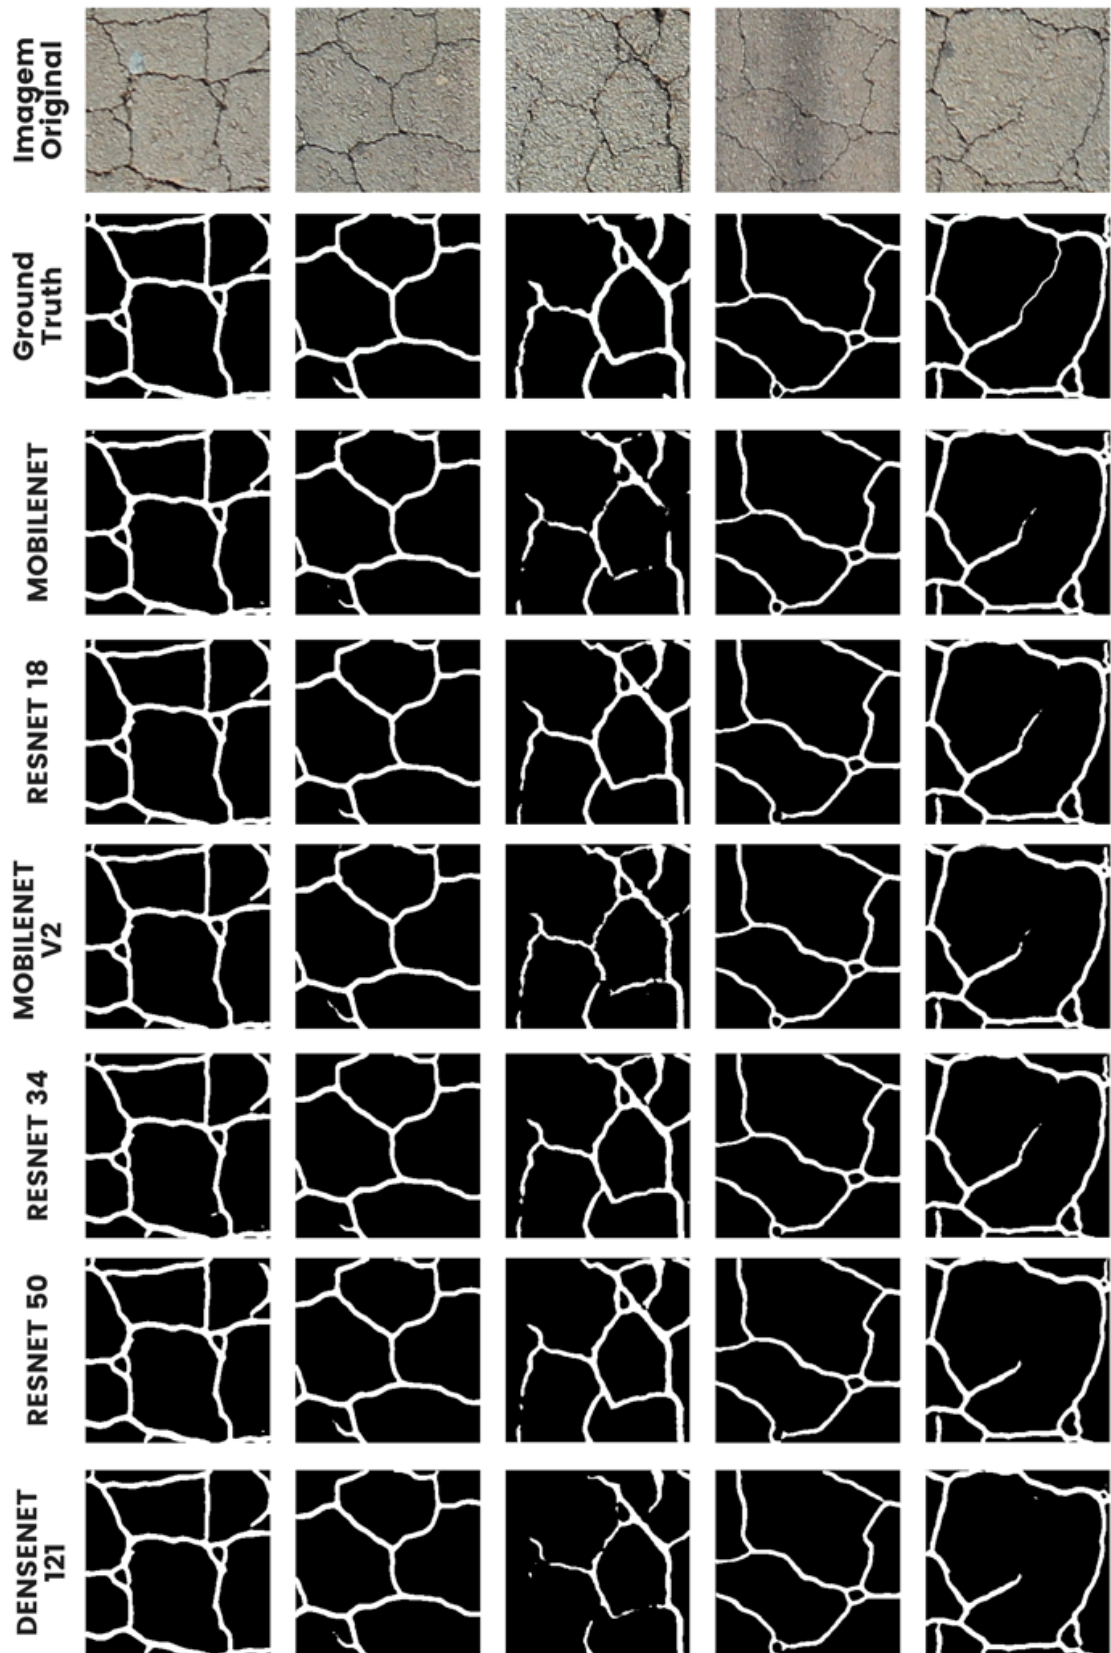 Imagem
Original
Ground
Truth
MOBILENET
RESNET 18
MOBILENET
V2
RESNET 34
RESNET 50
DENSENET
121